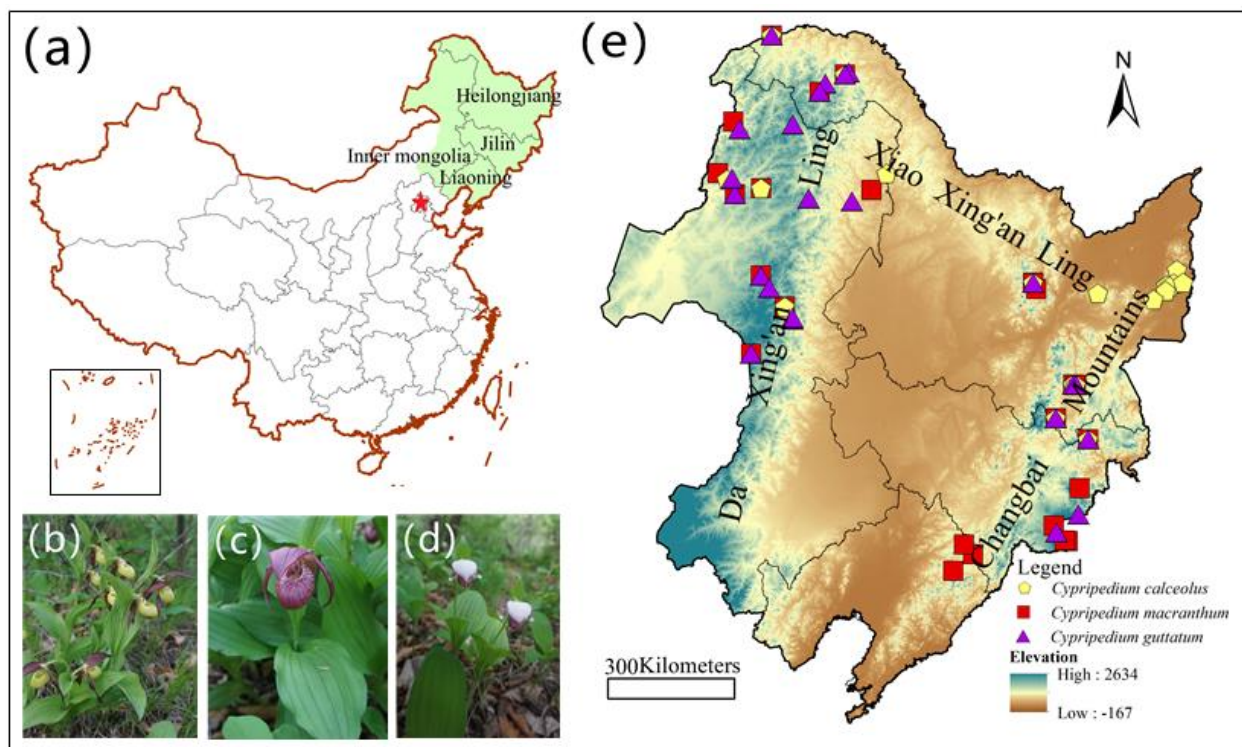 (a)
Heilongjiang
Jilin
Inner mongolia
Liaoning
(b)
(c)
(d)
(e)
N
Ling
Xiao Xing'an Ling
Xing'an
Da
Mountains
Changbai
Legend
Cypripedium calceolus
Cypripedium macranthum
Cypripedium guttatum
Elevation
High : 2634
Low : -167
300Kilometers